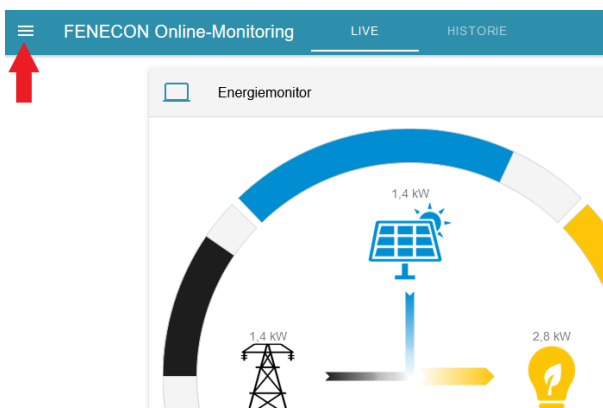 FENECON Online-Monitoring LIVE HISTORIE
Energiemonitor
1,4 kW
1,4 kW 2,8 kW